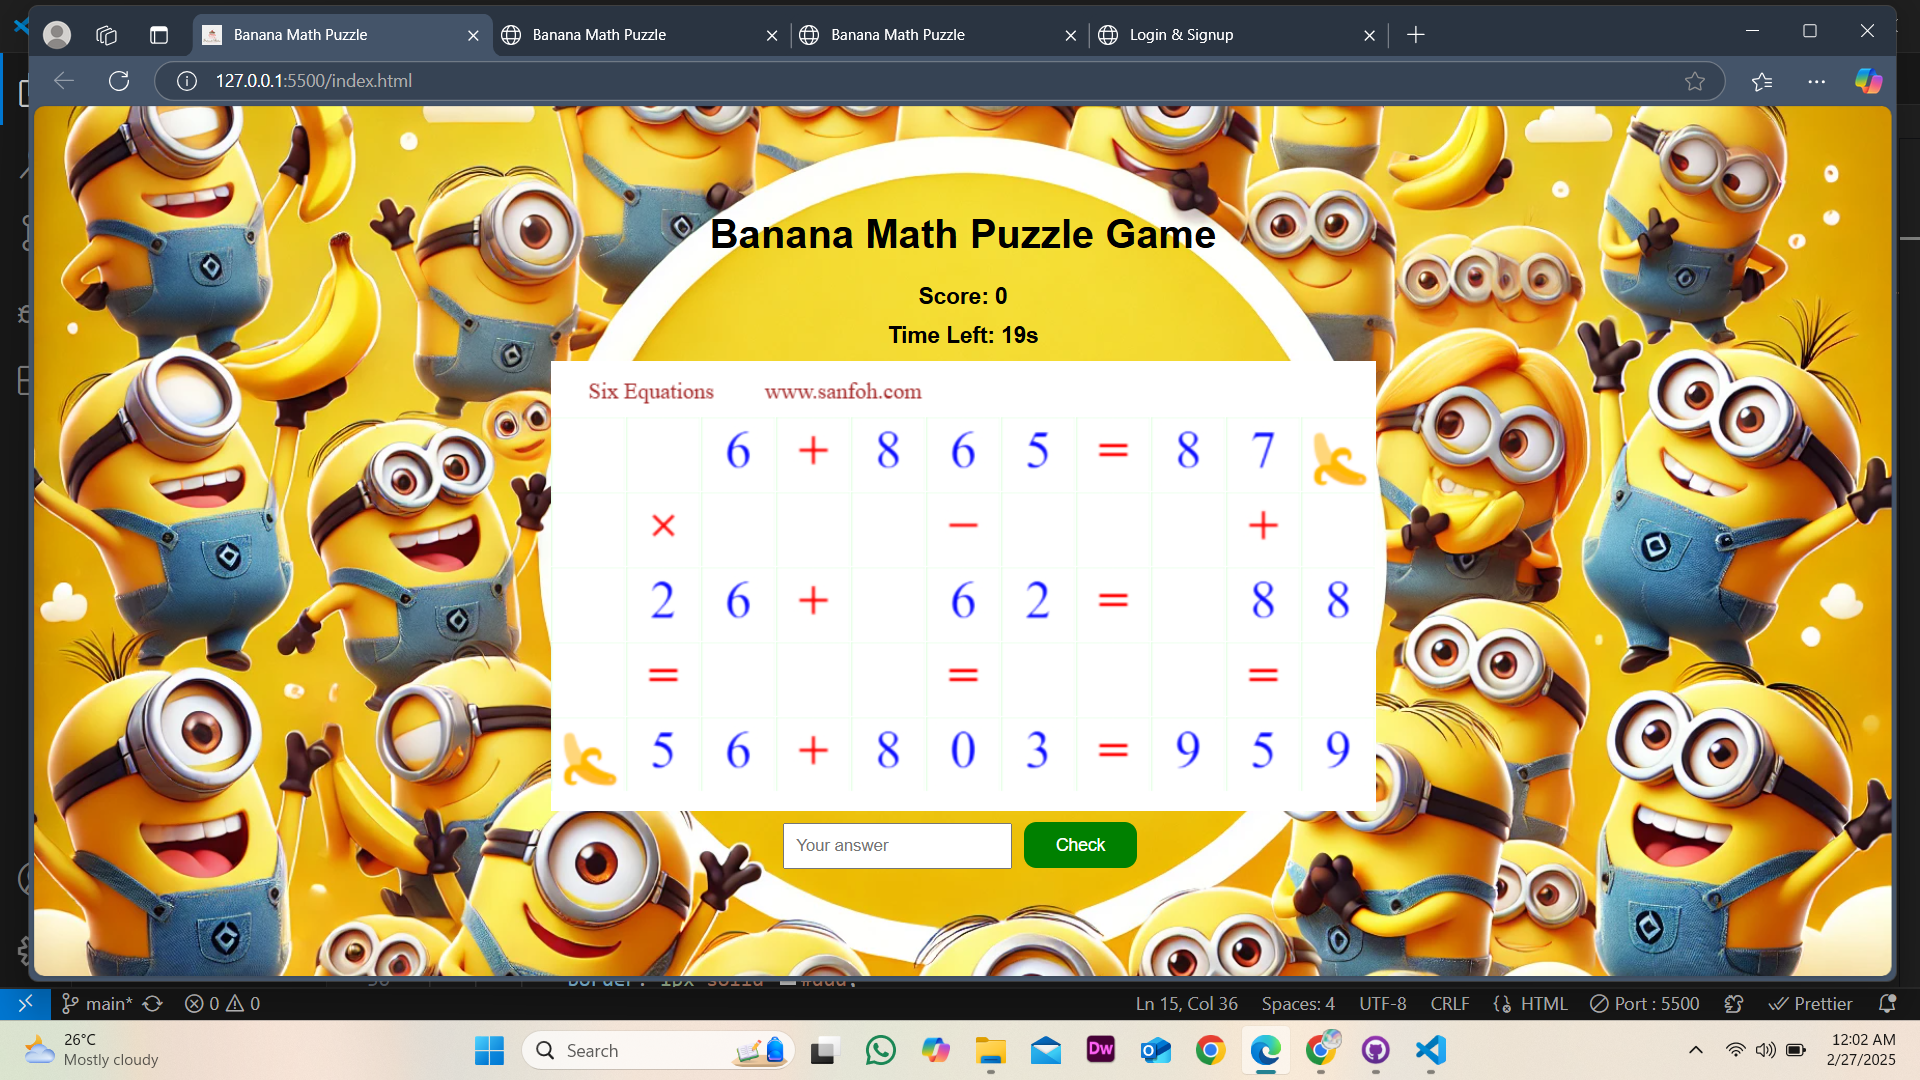 Banana Math Puzzle
Banana Math Puzzle
Banana Math Puzzle
Login & Signup
127.0.0.1:5500/index.html
Banana Math Puzzle Game
Score: 0
Time Left: 19s
Six Equations www.sanfoh.com
6 + 8 6 5 = 8 7
× − +
2 6 + 6 2 = 8 8
= = =
5 6 + 8 0 3 = 9 5 9
Your answer
Check
main*
0 0
Ln 15, Col 36
Spaces: 4
UTF-8
CRLF
HTML
Port : 5500
Prettier
26°C
Mostly cloudy
Search
Dw
12:02 AM
2/27/2025